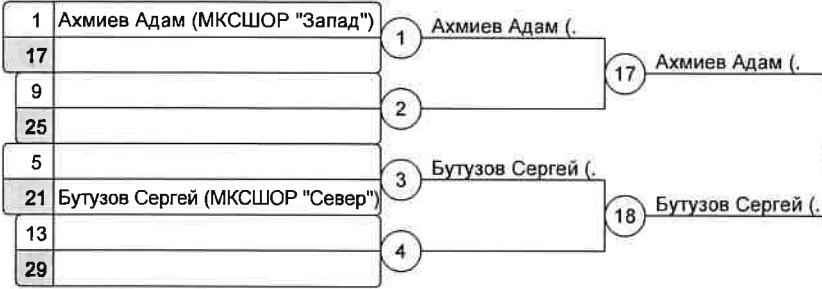 1 Ахмиев Адам (МКСШОР "Запад")
17
1 Ахмиев Адам (.
9
25
2
17 Ахмиев Адам (.
5
21 Бутузов Сергей (МКСШОР "Север")
3 Бутузов Сергей (.
13
29
4
18 Бутузов Сергей (.